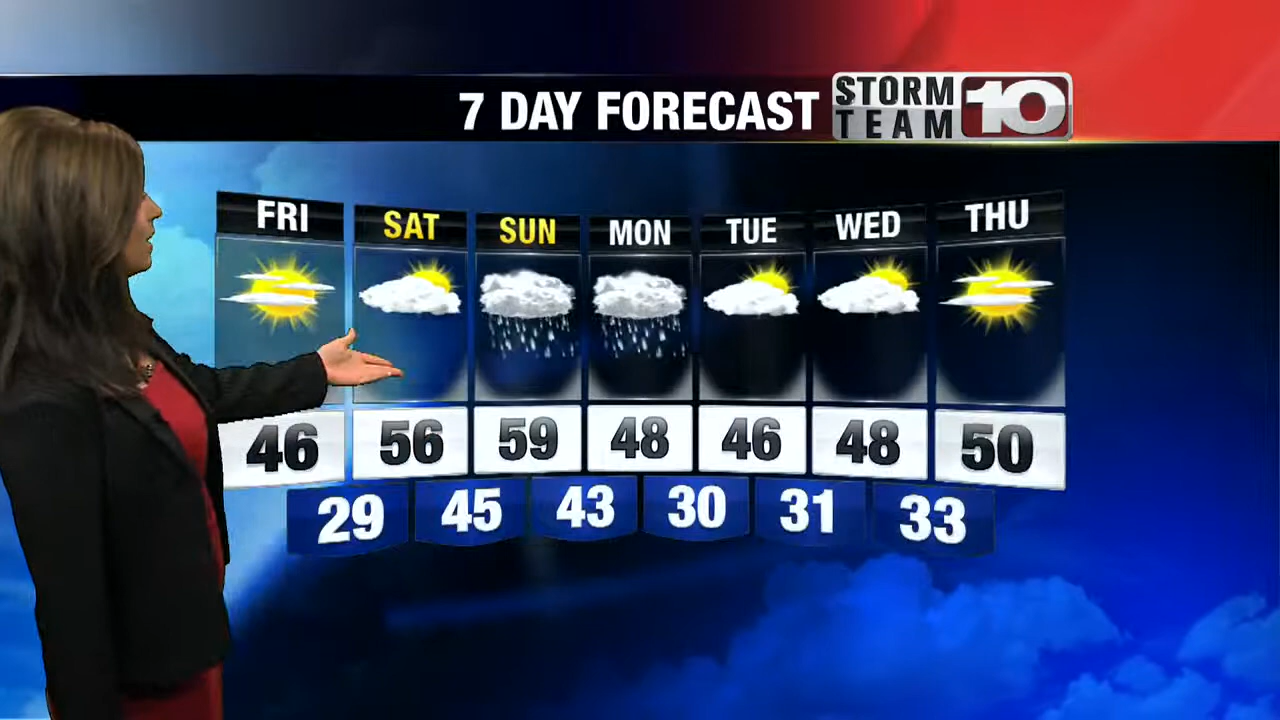 7 DAY FORECAST
STORM TEAM 10
FRI SAT SUN MON TUE WED THU
46 56 59 48 46 48 50
29 45 43 30 31 33